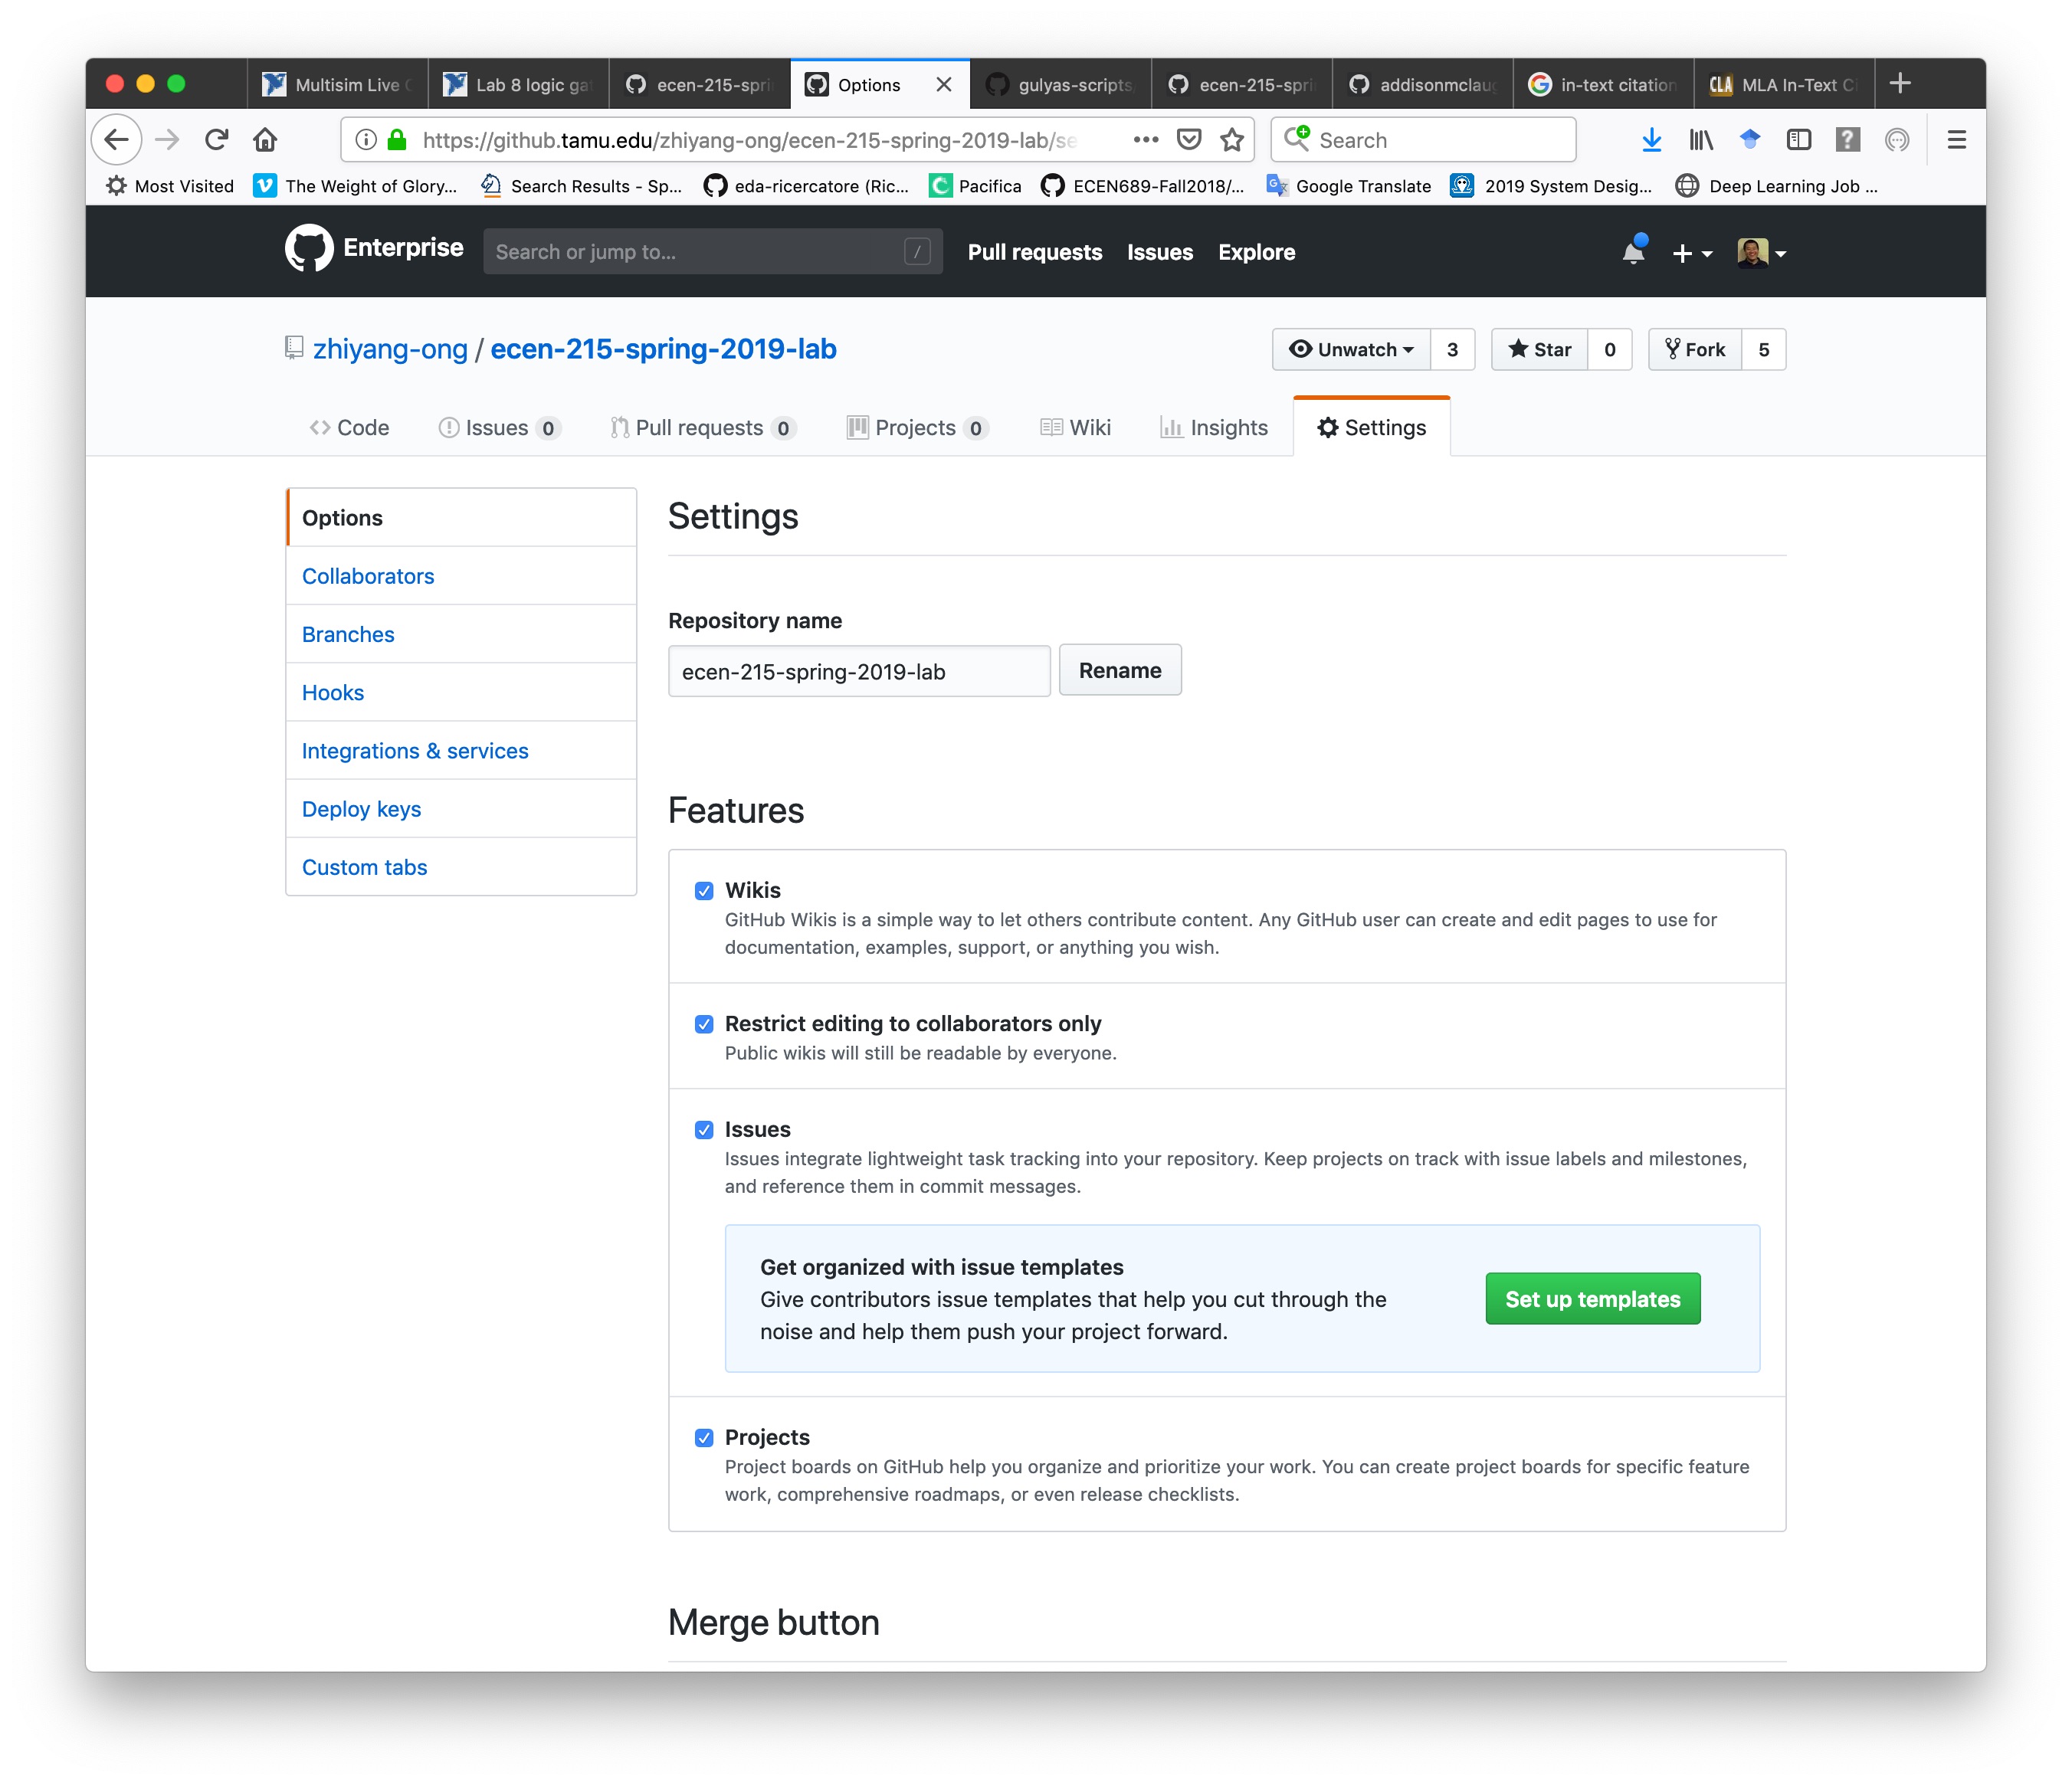 Multisim Live
Lab 8 logic ga
ecen-215-spri
Options
gulyas-scripts
ecen-215-spri
addisonmclau
in-text citation
CLA MLA In-Text C
https://github.tamu.edu/zhiyang-ong/ecen-215-spring-2019-lab/se
Search
Most Visited
The Weight of Glory...
Search Results - Sp...
eda-ricercatore (Ric...
Pacifica
ECEN689-Fall2018/...
Google Translate
2019 System Desig...
Deep Learning Job ...
Enterprise
Search or jump to... /
Pull requests
Issues
Explore
zhiyang-ong / ecen-215-spring-2019-lab
Unwatch 3
Star 0
Fork 5
Code
Issues 0
Pull requests 0
Projects 0
Wiki
Insights
Settings
Options
Collaborators
Branches
Hooks
Integrations & services
Deploy keys
Custom tabs
Settings
Repository name
ecen-215-spring-2019-lab
Rename
Features
Wikis
GitHub Wikis is a simple way to let others contribute content. Any GitHub user can create and edit pages to use for
documentation, examples, support, or anything you wish.
Restrict editing to collaborators only
Public wikis will still be readable by everyone.
Issues
Issues integrate lightweight task tracking into your repository. Keep projects on track with issue labels and milestones,
and reference them in commit messages.
Get organized with issue templates
Give contributors issue templates that help you cut through the
noise and help them push your project forward.
Set up templates
Projects
Project boards on GitHub help you organize and prioritize your work. You can create project boards for specific feature
work, comprehensive roadmaps, or even release checklists.
Merge button